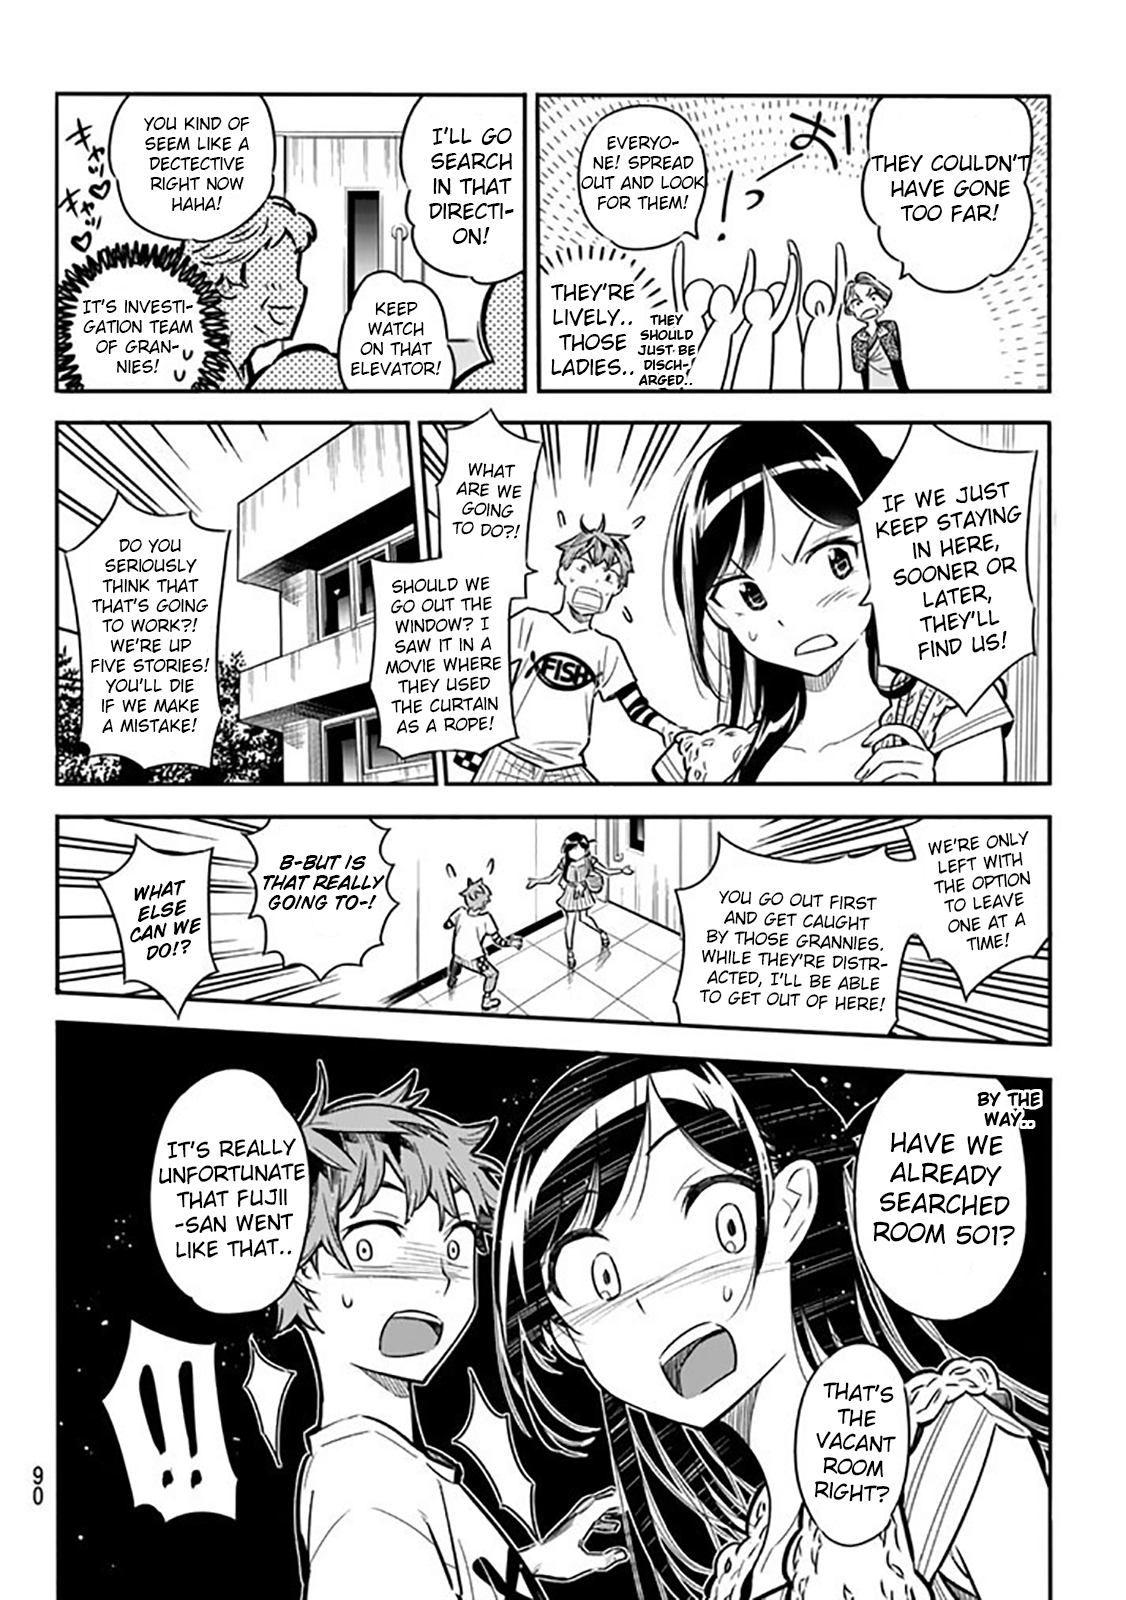 THEY COULDN'T
HAVE GONE
TOO FAR!
お
っ
!
EVERYO-
NE! SPREAD
OUT AND LOOK
FOR THEM!
THEY'RE
LIVELY..
THOSE
LADIES..
THEY
SHOULD
JUST BE
DISCH-
ARGED..
I'LL GO
SEARCH
IN THAT
DIRECTI-
ON!
YOU KIND OF
SEEM LIKE A
DECTECTIVE
RIGHT NOW
HAHA!
キャッ♡
キャッ♡
KEEP
WATCH
ON THAT
ELEVATOR!
IT'S INVESTI-
GATION TEAM
OF GRAN-
NIES!
IF WE JUST
KEEP STAYING
IN HERE,
SOONER OR
LATER,
THEY'LL
FIND US!
WHAT
ARE WE
GOING
TO DO?!
SHOULD WE
GO OUT THE
WINDOW? I
SAW IT IN A
MOVIE WHERE
THEY USED
THE CURTAIN
AS A ROPE!
FISH
DO YOU
SERIOUSLY
THINK THAT
THAT'S GOING
TO WORK?!
WE'RE UP
FIVE STORIES!
YOU'LL DIE
IF WE MAKE
A MISTAKE!
WE'RE ONLY
LEFT WITH
THE OPTION
TO LEAVE
ONE AT A
TIME!
YOU GO OUT FIRST
AND GET CAUGHT
BY THOSE GRANNIES.
WHILE THEY'RE DISTR-
ACTED, I'LL BE ABLE
TO GET OUT OF HERE!
B-BUT IS
THAT REALLY
GOING TO-!
WHAT
ELSE
CAN WE
DO!?
BY THE
WAY..
HAVE WE
ALREADY
SEARCHED
ROOM 501?
THAT'S
THE
VACANT
ROOM
RIGHT?
IT'S REALLY
UNFORTUNATE
THAT FUJII
-SAN WENT
LIKE THAT..
!!
90